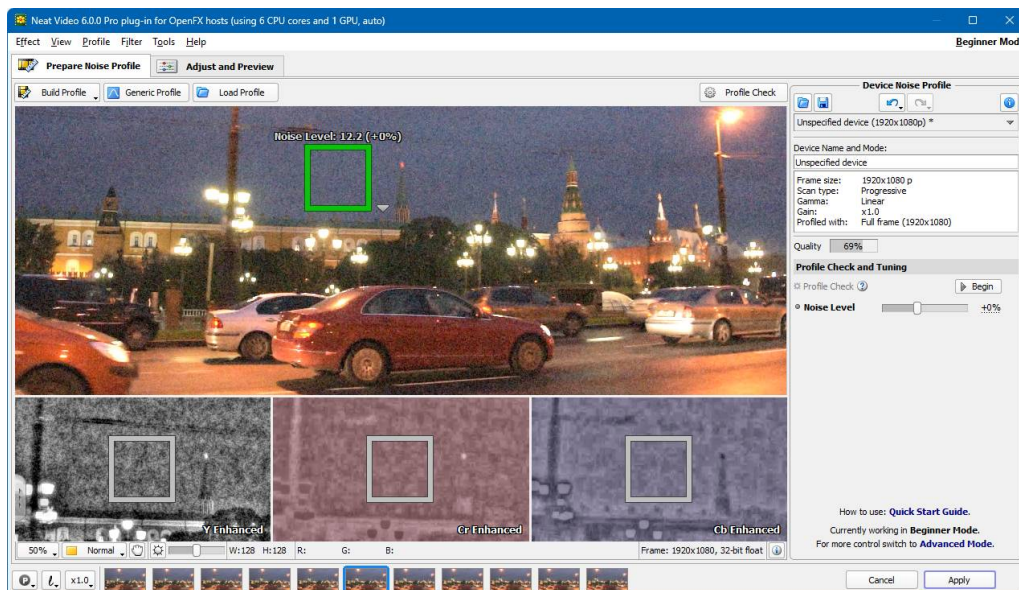 Neat Video 6.0.0 Pro plug-in for OpenFX hosts (using 6 CPU cores and 1 GPU, auto)
Effect View Profile Filter Tools Help
Beginner Mod
Prepare Noise Profile
Adjust and Preview
Build Profile
Generic Profile
Load Profile
Profile Check
Noise Level: 12.2 (+0%)
Y Enhanced
Cr Enhanced
Cb Enhanced
50%
Normal
W:128 H:128 R: G: B:
Frame: 1920x1080, 32-bit float
P
x1.0
Device Noise Profile
Unspecified device (1920x1080p) *
Device Name and Mode:
Unspecified device
Frame size: 1920x1080 p
Scan type: Progressive
Gamma: Linear
Gain: x1.0
Profiled with: Full frame (1920x1080)
Quality 69%
Profile Check and Tuning
Profile Check
Begin
Noise Level +0%
How to use: Quick Start Guide.
Currently working in Beginner Mode.
For more control switch to Advanced Mode.
Cancel
Apply